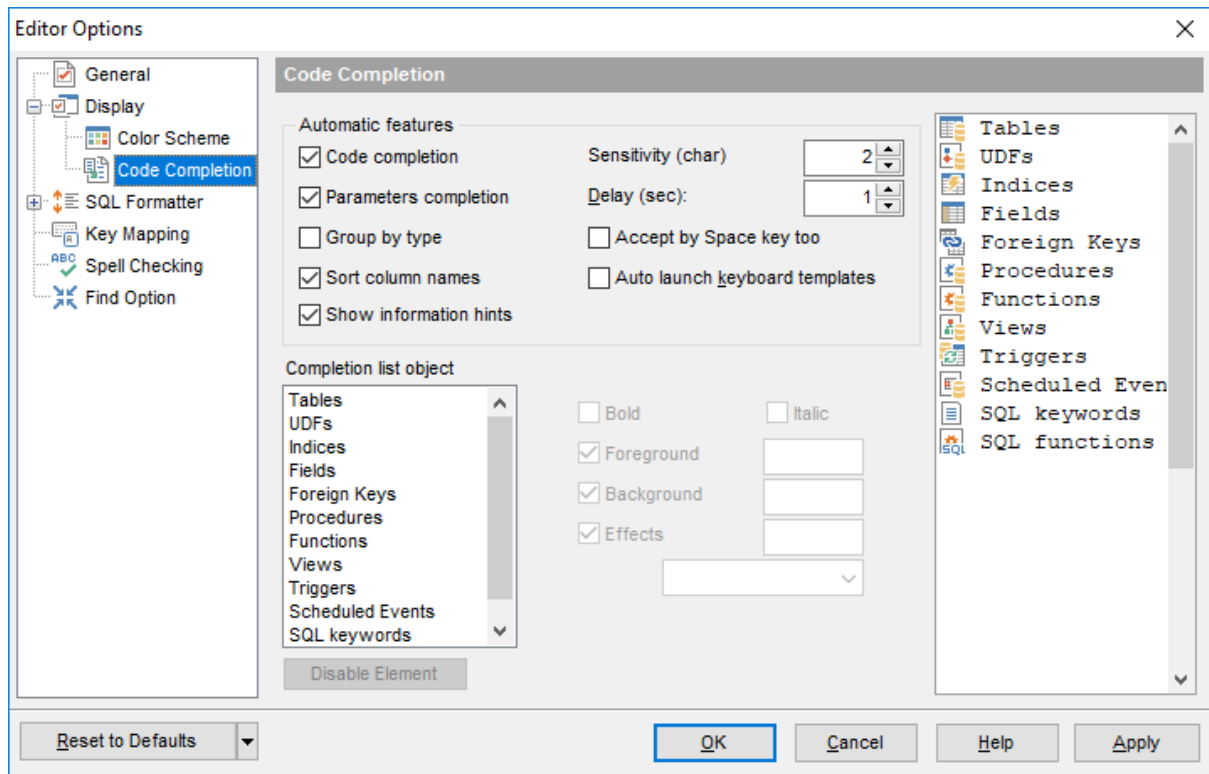 Editor Options
General
Display
Color Scheme
Code Completion
SQL Formatter
Key Mapping
ABC
Spell Checking
Find Option
Code Completion
Automatic features
Code completion
Sensitivity (char)
2
Parameters completion
Delay (sec):
1
Group by type
Accept by Space key too
Sort column names
Auto launch keyboard templates
Show information hints
Completion list object
Tables
UDFs
Indices
Fields
Foreign Keys
Procedures
Functions
Views
Triggers
Scheduled Events
SQL keywords
Disable Element
Bold
Italic
Foreground
Background
Effects
Tables
UDFs
Indices
Fields
Foreign Keys
Procedures
Functions
Views
Triggers
Scheduled Even
SQL keywords
SQL
SQL functions
Reset to Defaults
OK
Cancel
Help
Apply